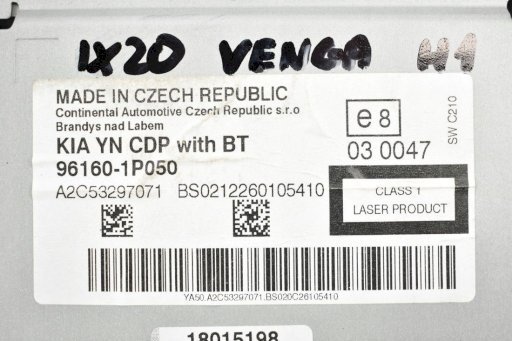 IX20 VENGA H1
MADE IN CZECH REPUBLIC
Continental Automotive Czech Republic s.r.o
Brandys nad Labem
KIA YN CDP with BT
96160-1P050
A2C53297071 BS0212260105410
e8
03 0047
SW C210
CLASS 1
LASER PRODUCT
YA50.A2C53297071.BS020C26105410
18015198